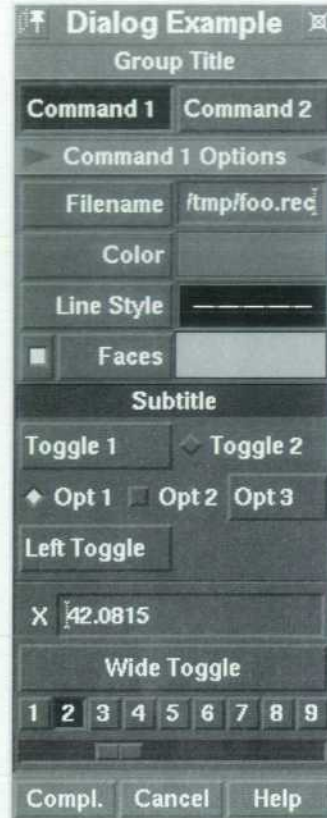 Dialog Example
Group Title
Command 1 Command 2
Command 1 Options
Filename /tmp/foo.rec
Color
Line Style
Faces
Subtitle
Toggle 1 Toggle 2
Opt 1 Opt 2 Opt 3
Left Toggle
X 42.0815
Wide Toggle
1 2 3 4 5 6 7 8 9
Compl. Cancel Help